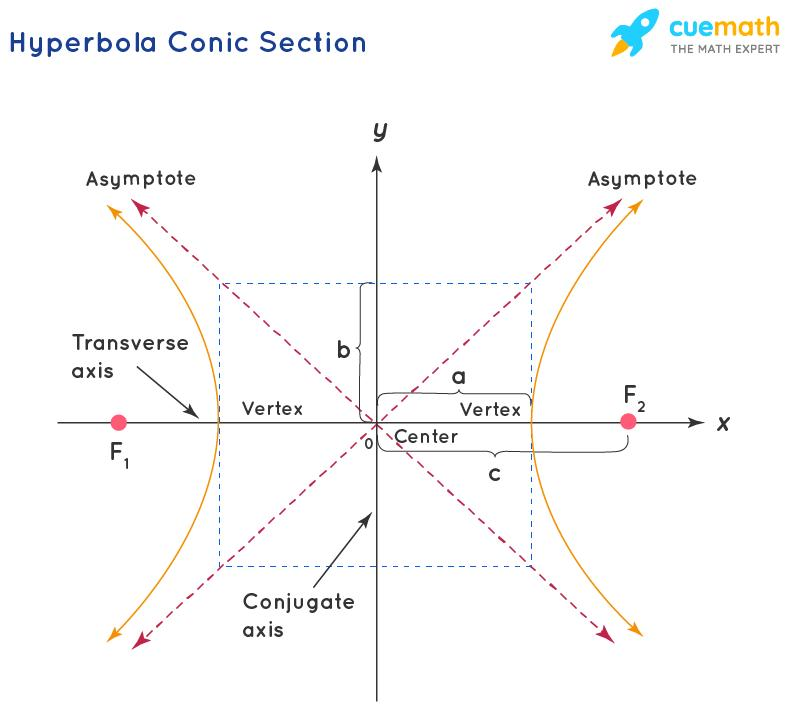 Hyperbola Conic Section
cuemath
THE MATH EXPERT
y
Asymptote
Asymptote
b
Transverse
axis
a
F₂
Vertex
Vertex
x
F₁
0
Center
c
Conjugate
axis